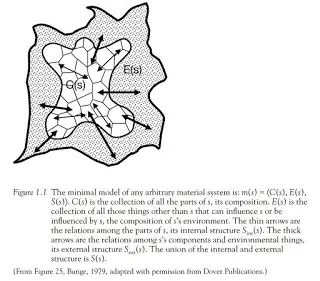 E(s)
C(s)
Figure 1.1 The minimal model of any arbitrary material system is: m(s) = ⟨C(s), E(s),
S(s)⟩. C(s) is the collection of all the parts of s, its composition. E(s) is the
collection of all those things other than s that can influence s or be
influenced by s, the composition of s's environment. The thin arrows
are the relations among the parts of s, its internal structure Sᵢₙₜ(s). The thick
arrows are the relations among s's components and environmental things,
its external structure Sₑₓₜ(s). The union of the internal and external
structure is S(s).
(From Figure 25, Bunge, 1979, adapted with permission from Dover Publications.)